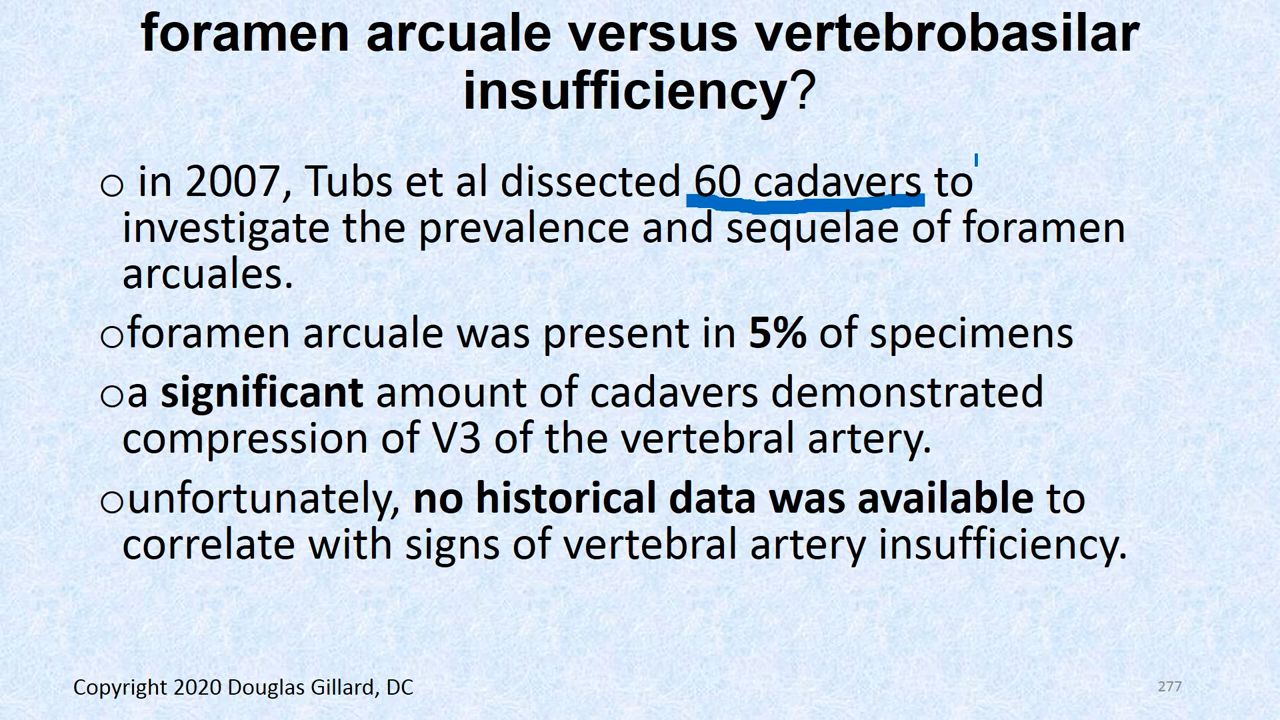 foramen arcuale versus vertebrobasilar
insufficiency?
o in 2007, Tubs et al dissected 60 cadavers to
investigate the prevalence and sequelae of foramen
arcuales.
oforamen arcuale was present in 5% of specimens
oa significant amount of cadavers demonstrated
compression of V3 of the vertebral artery.
ounfortunately, no historical data was available to
correlate with signs of vertebral artery insufficiency.
Copyright 2020 Douglas Gillard, DC
277